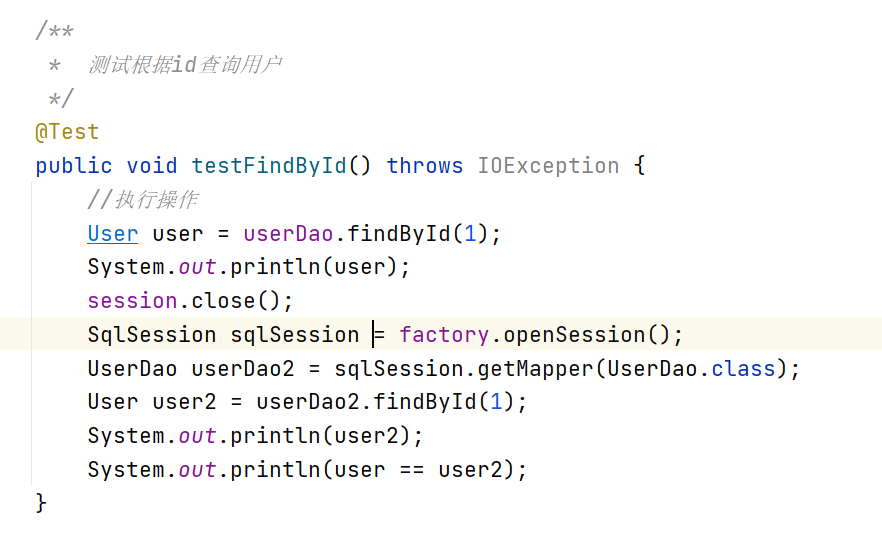 /**
 *  测试根据id查询用户
 */
@Test
public void testFindById() throws IOException {
    //执行操作
    User user = userDao.findById(1);
    System.out.println(user);
    session.close();
    SqlSession sqlSession = factory.openSession();
    UserDao userDao2 = sqlSession.getMapper(UserDao.class);
    User user2 = userDao2.findById(1);
    System.out.println(user2);
    System.out.println(user == user2);
}